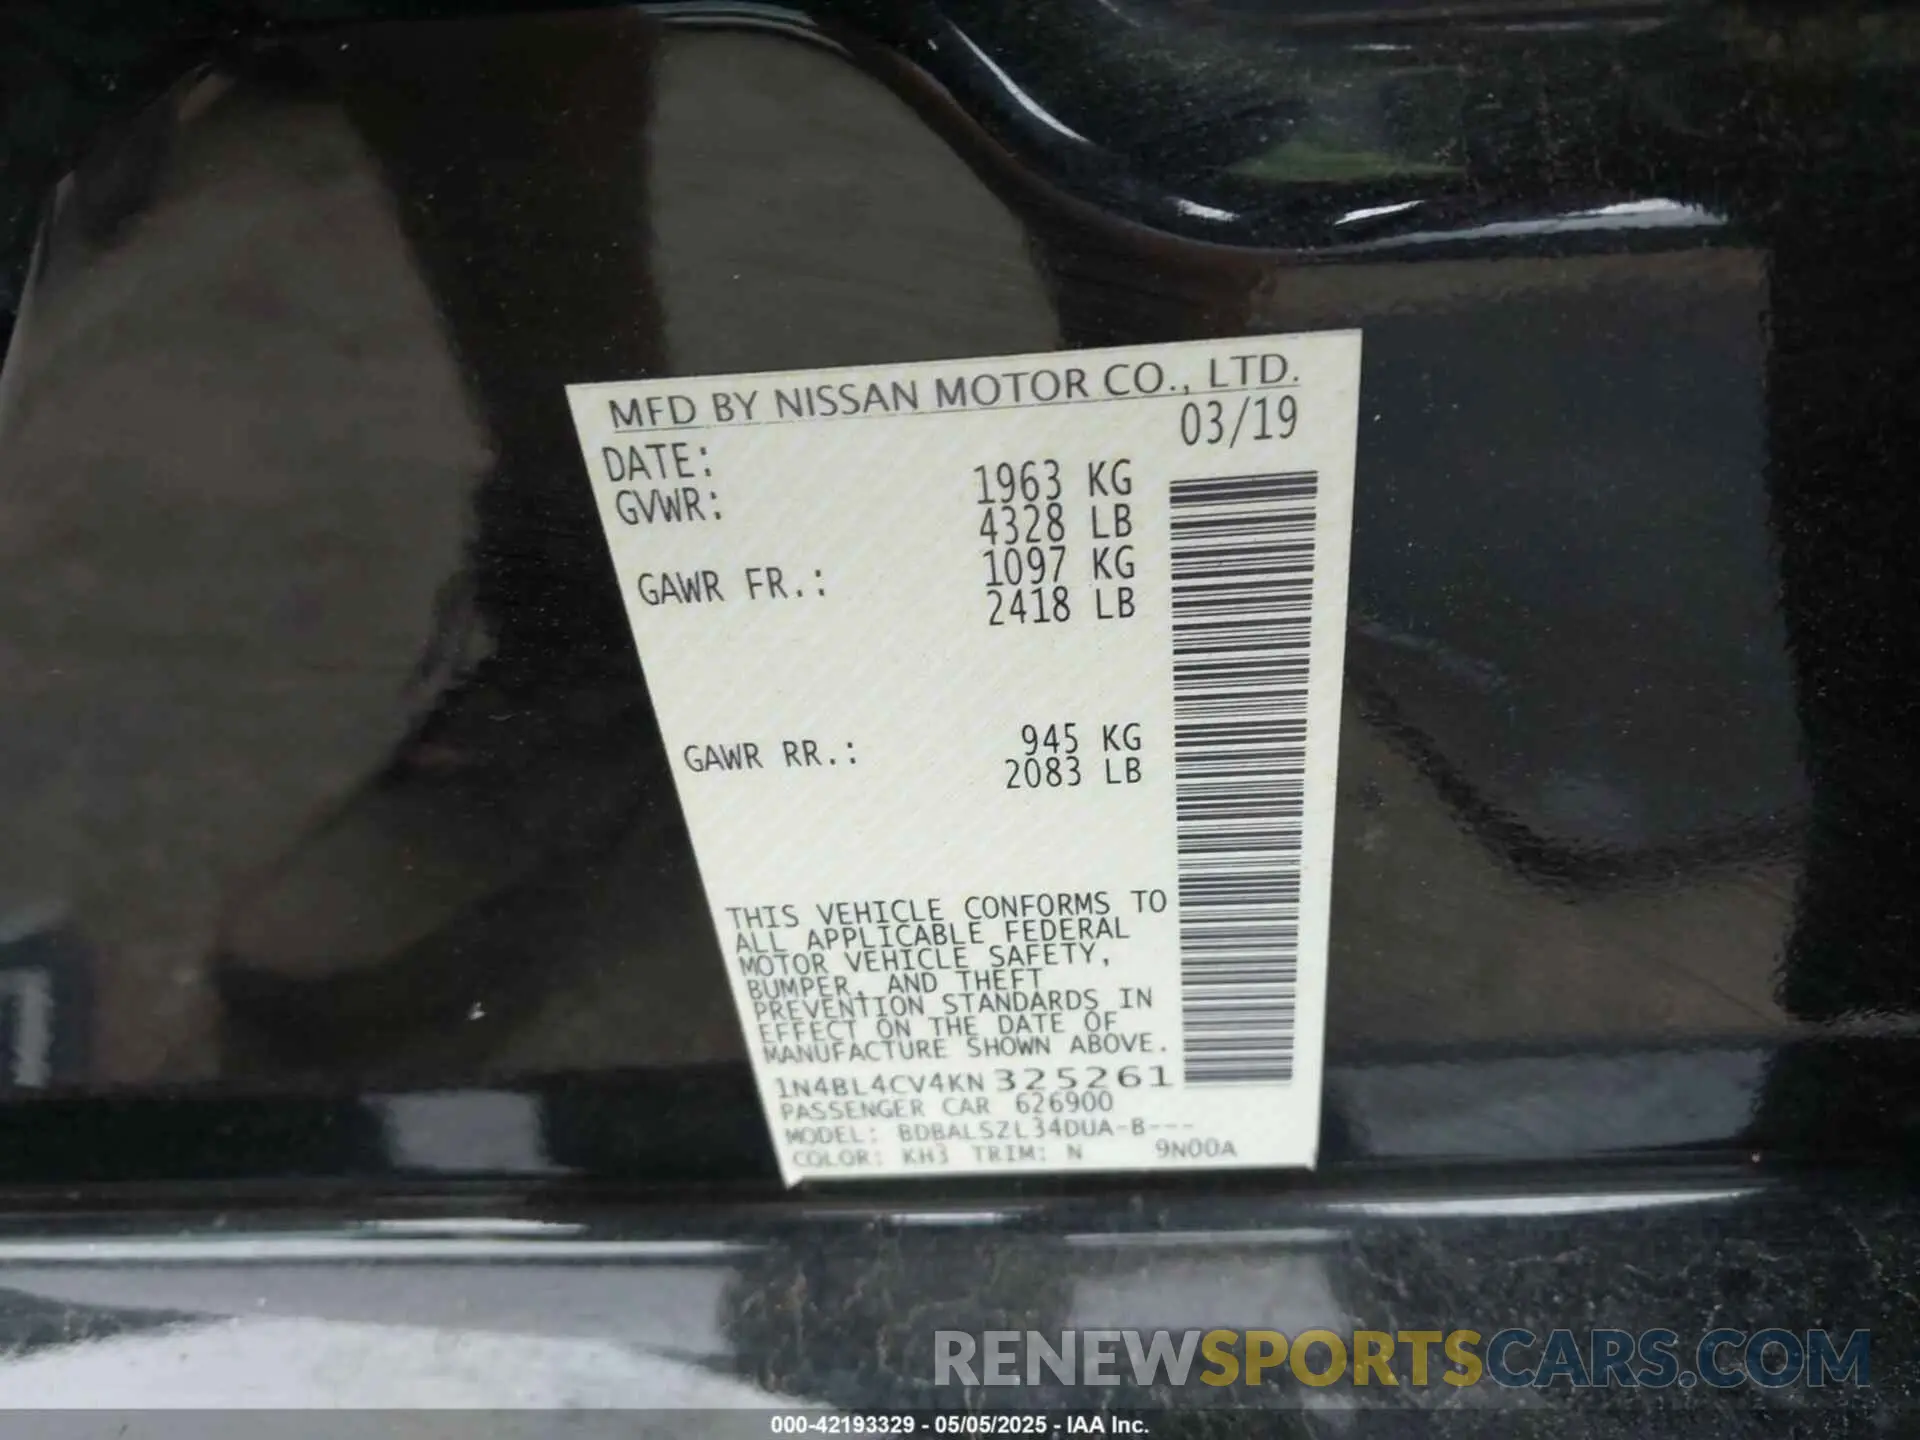 MFD BY NISSAN MOTOR CO., LTD.
DATE: 03/19
GVWR: 1963 KG
4328 LB
GAWR FR.: 1097 KG
2418 LB
GAWR RR.: 945 KG
2083 LB
THIS VEHICLE CONFORMS TO
ALL APPLICABLE FEDERAL
MOTOR VEHICLE SAFETY,
BUMPER, AND THEFT
PREVENTION STANDARDS IN
EFFECT ON THE DATE OF
MANUFACTURE SHOWN ABOVE.
1N4BL4CV4KN325261
PASSENGER CAR 626900
MODEL: BDBALSZL34DUA-B---
COLOR: KH3 TRIM: N 9N00A
RENEWSPORTSCARS.COM
000-42193329 - 05/05/2025 - IAA Inc.